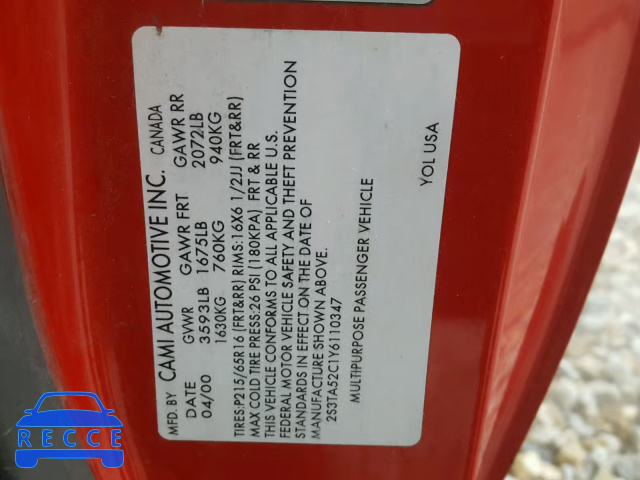 MFD. BY CAMI AUTOMOTIVE INC. CANADA
DATE GVWR GAWR FRT GAWR RR
04/00 3593LB 1675LB 2072LB
1630KG 760KG 940KG
TIRES:P215/65R16 (FRT&RR) RIMS:16X6 1/2JJ (FRT&RR)
MAX COLD TIRE PRESS:26 PSI (180KPA) FRT & RR
THIS VEHICLE CONFORMS TO ALL APPLICABLE U.S.
FEDERAL MOTOR VEHICLE SAFETY AND THEFT PREVENTION
STANDARDS IN EFFECT ON THE DATE OF
MANUFACTURE SHOWN ABOVE.
2S3TA52C1Y6110347
MULTIPURPOSE PASSENGER VEHICLE
YOL USA
RECCE